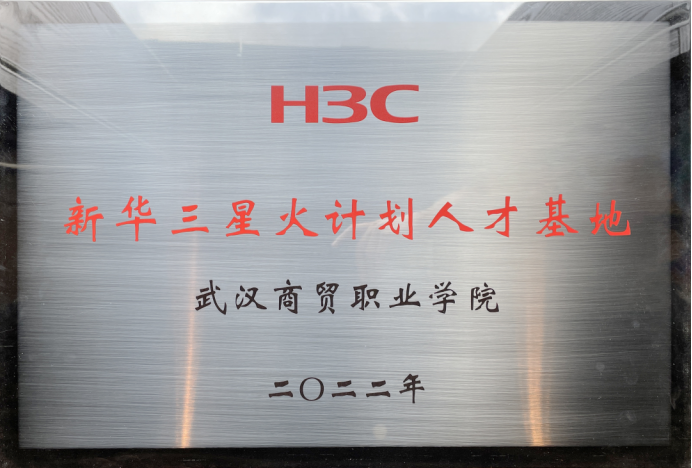 H3C
新华三星火计划人才基地
武汉商贸职业学院
二〇二二年